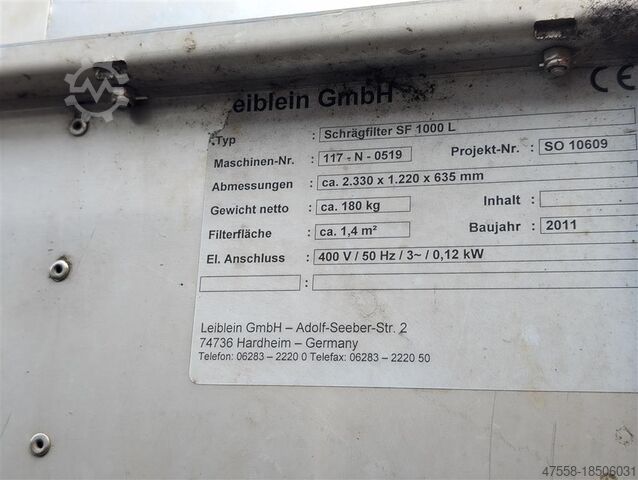 eiblein GmbH
CE
Typ : Schrägfilter SF 1000 L
Maschinen-Nr. : 117 - N - 0519 Projekt-Nr. : SO 10609
Abmessungen : ca. 2.330 x 1.220 x 635 mm
Gewicht netto : ca. 180 kg Inhalt :
Filterfläche : ca. 1,4 m² Baujahr : 2011
El. Anschluss : 400 V / 50 Hz / 3~ / 0,12 kW
:
Leiblein GmbH – Adolf-Seeber-Str. 2
74736 Hardheim – Germany
Telefon: 06283 – 2220 0 Telefax: 06283 – 2220 50
47558-18506031